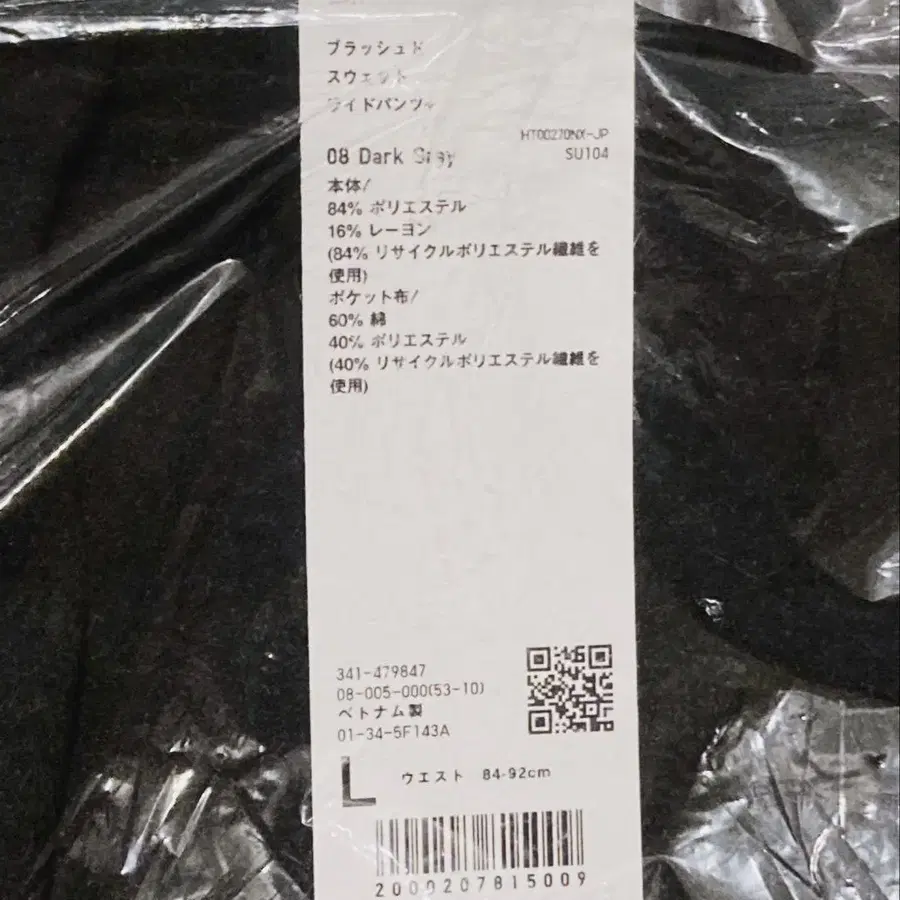 ブラッシュド
スウェット
ワイドパンツ
HT00270NX-JP
08 Dark Gray
SU104
本体/
84% ポリエステル
16% レーヨン
(84% リサイクルポリエステル繊維を
使用)
ポケット布/
60% 綿
40% ポリエステル
(40% リサイクルポリエステル繊維を
使用)
341-479847
08-005-000(53-10)
ベトナム製
01-34-5F143A
L ウエスト 84-92cm
2000207815009